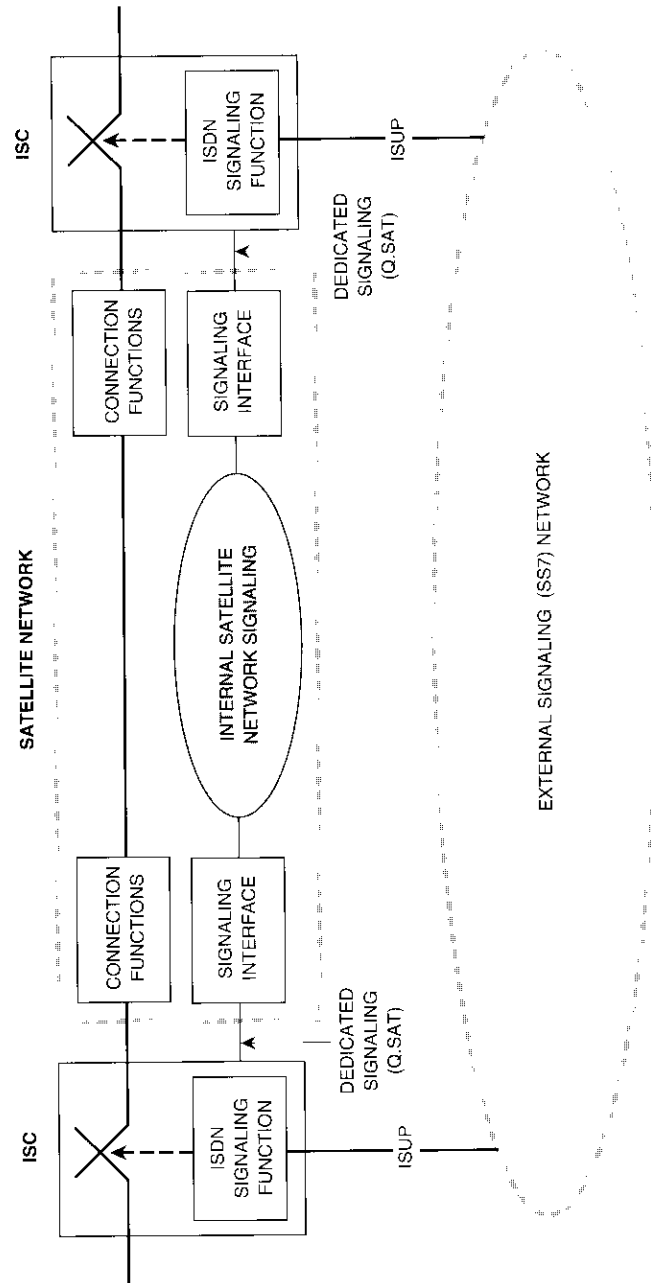 SATELLITE NETWORK
ISC
ISC
CONNECTION
FUNCTIONS
CONNECTION
FUNCTIONS
ISDN
SIGNALING
FUNCTION
SIGNALING
INTERFACE
INTERNAL SATELLITE
NETWORK SIGNALING
SIGNALING
INTERFACE
ISDN
SIGNALING
FUNCTION
DEDICATED
SIGNALING
(Q.SAT)
DEDICATED
SIGNALING
(Q.SAT)
ISUP
ISUP
EXTERNAL SIGNALING (SS7) NETWORK